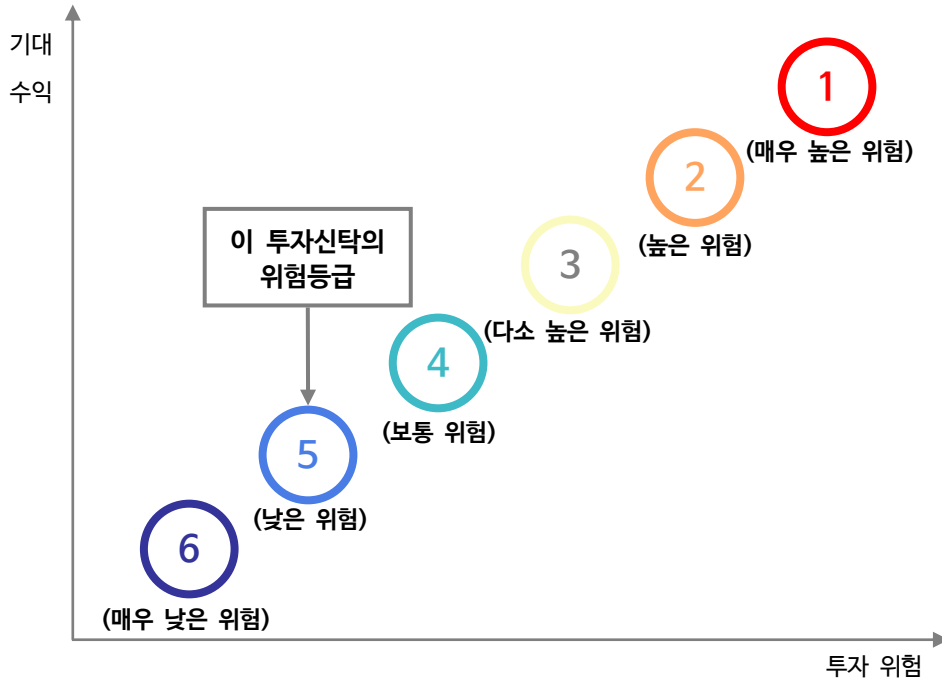 기대
수익
1
(매우 높은 위험)
2
(높은 위험)
이 투자신탁의
위험등급
3
(다소 높은 위험)
4
(보통 위험)
5
(낮은 위험)
6
(매우 낮은 위험)
투자 위험